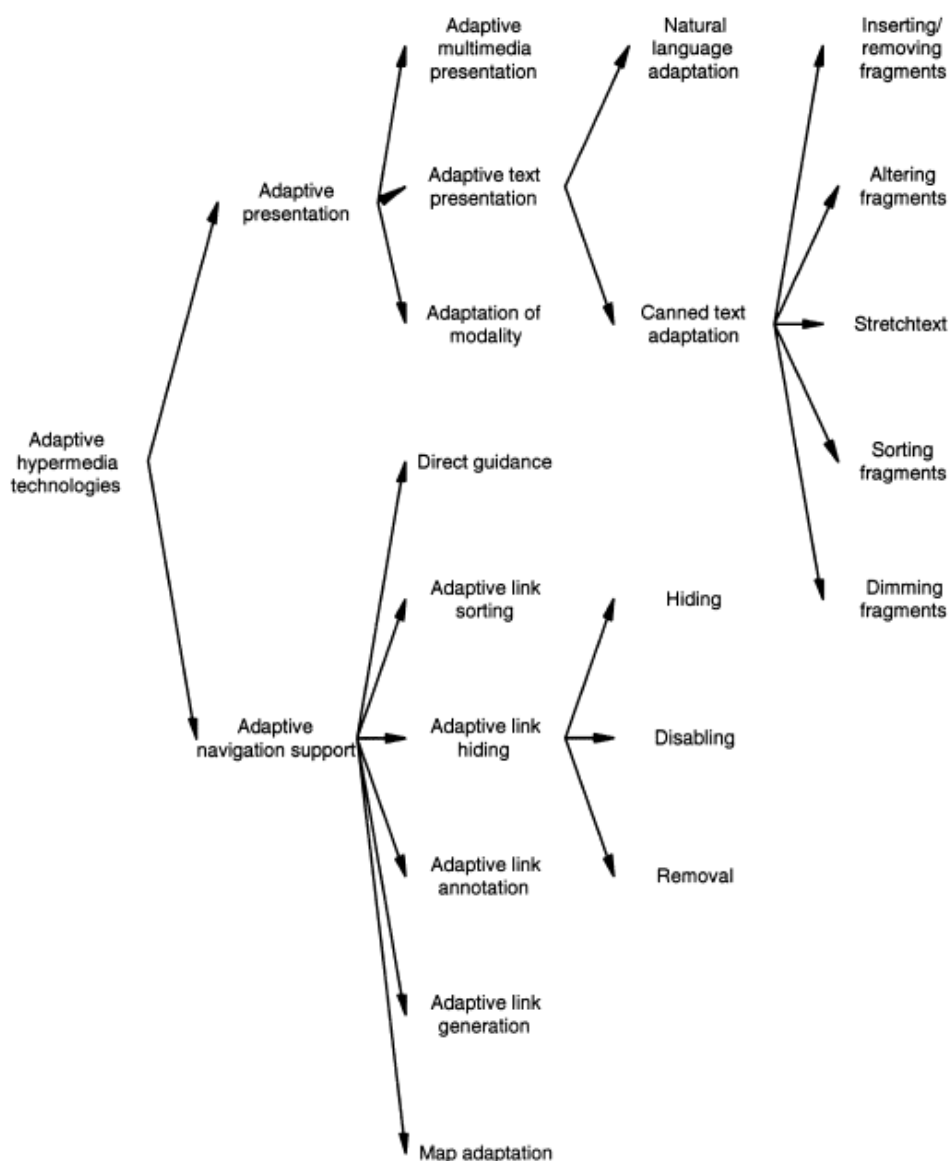 Adaptive
multimedia
presentation
Natural
language
adaptation
Inserting/
removing
fragments
Adaptive
presentation
Adaptive text
presentation
Altering
fragments
Adaptation of
modality
Canned text
adaptation
Stretchtext
Adaptive
hypermedia
technologies
Direct guidance
Sorting
fragments
Adaptive link
sorting
Hiding
Dimming
fragments
Adaptive
navigation support
Adaptive link
hiding
Disabling
Adaptive link
annotation
Removal
Adaptive link
generation
Map adaptation